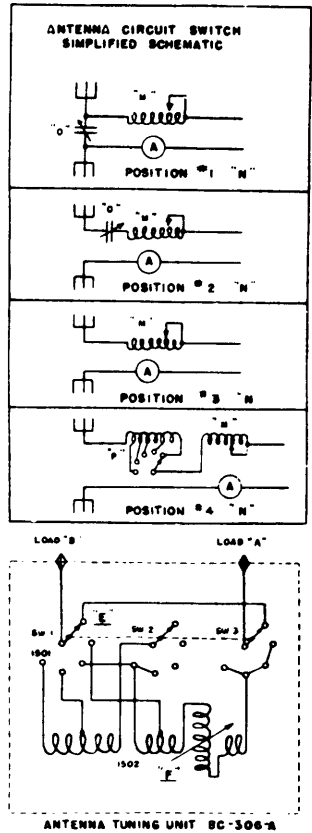 ANTENNA CIRCUIT SWITCH
SIMPLIFIED SCHEMATIC
"M"
"O"
A
POSITION #1 "N"
"O"
"M"
A
POSITION #2 "N"
"M"
A
POSITION #3 "N
"M"
"P"
A
POSITION #4 "N"
LOAD "B"
LOAD "A"
"E"
SW. 1
SW. 2
SW. 3
1501
1502
"F"
ANTENNA TUNING UNIT BC-306-A